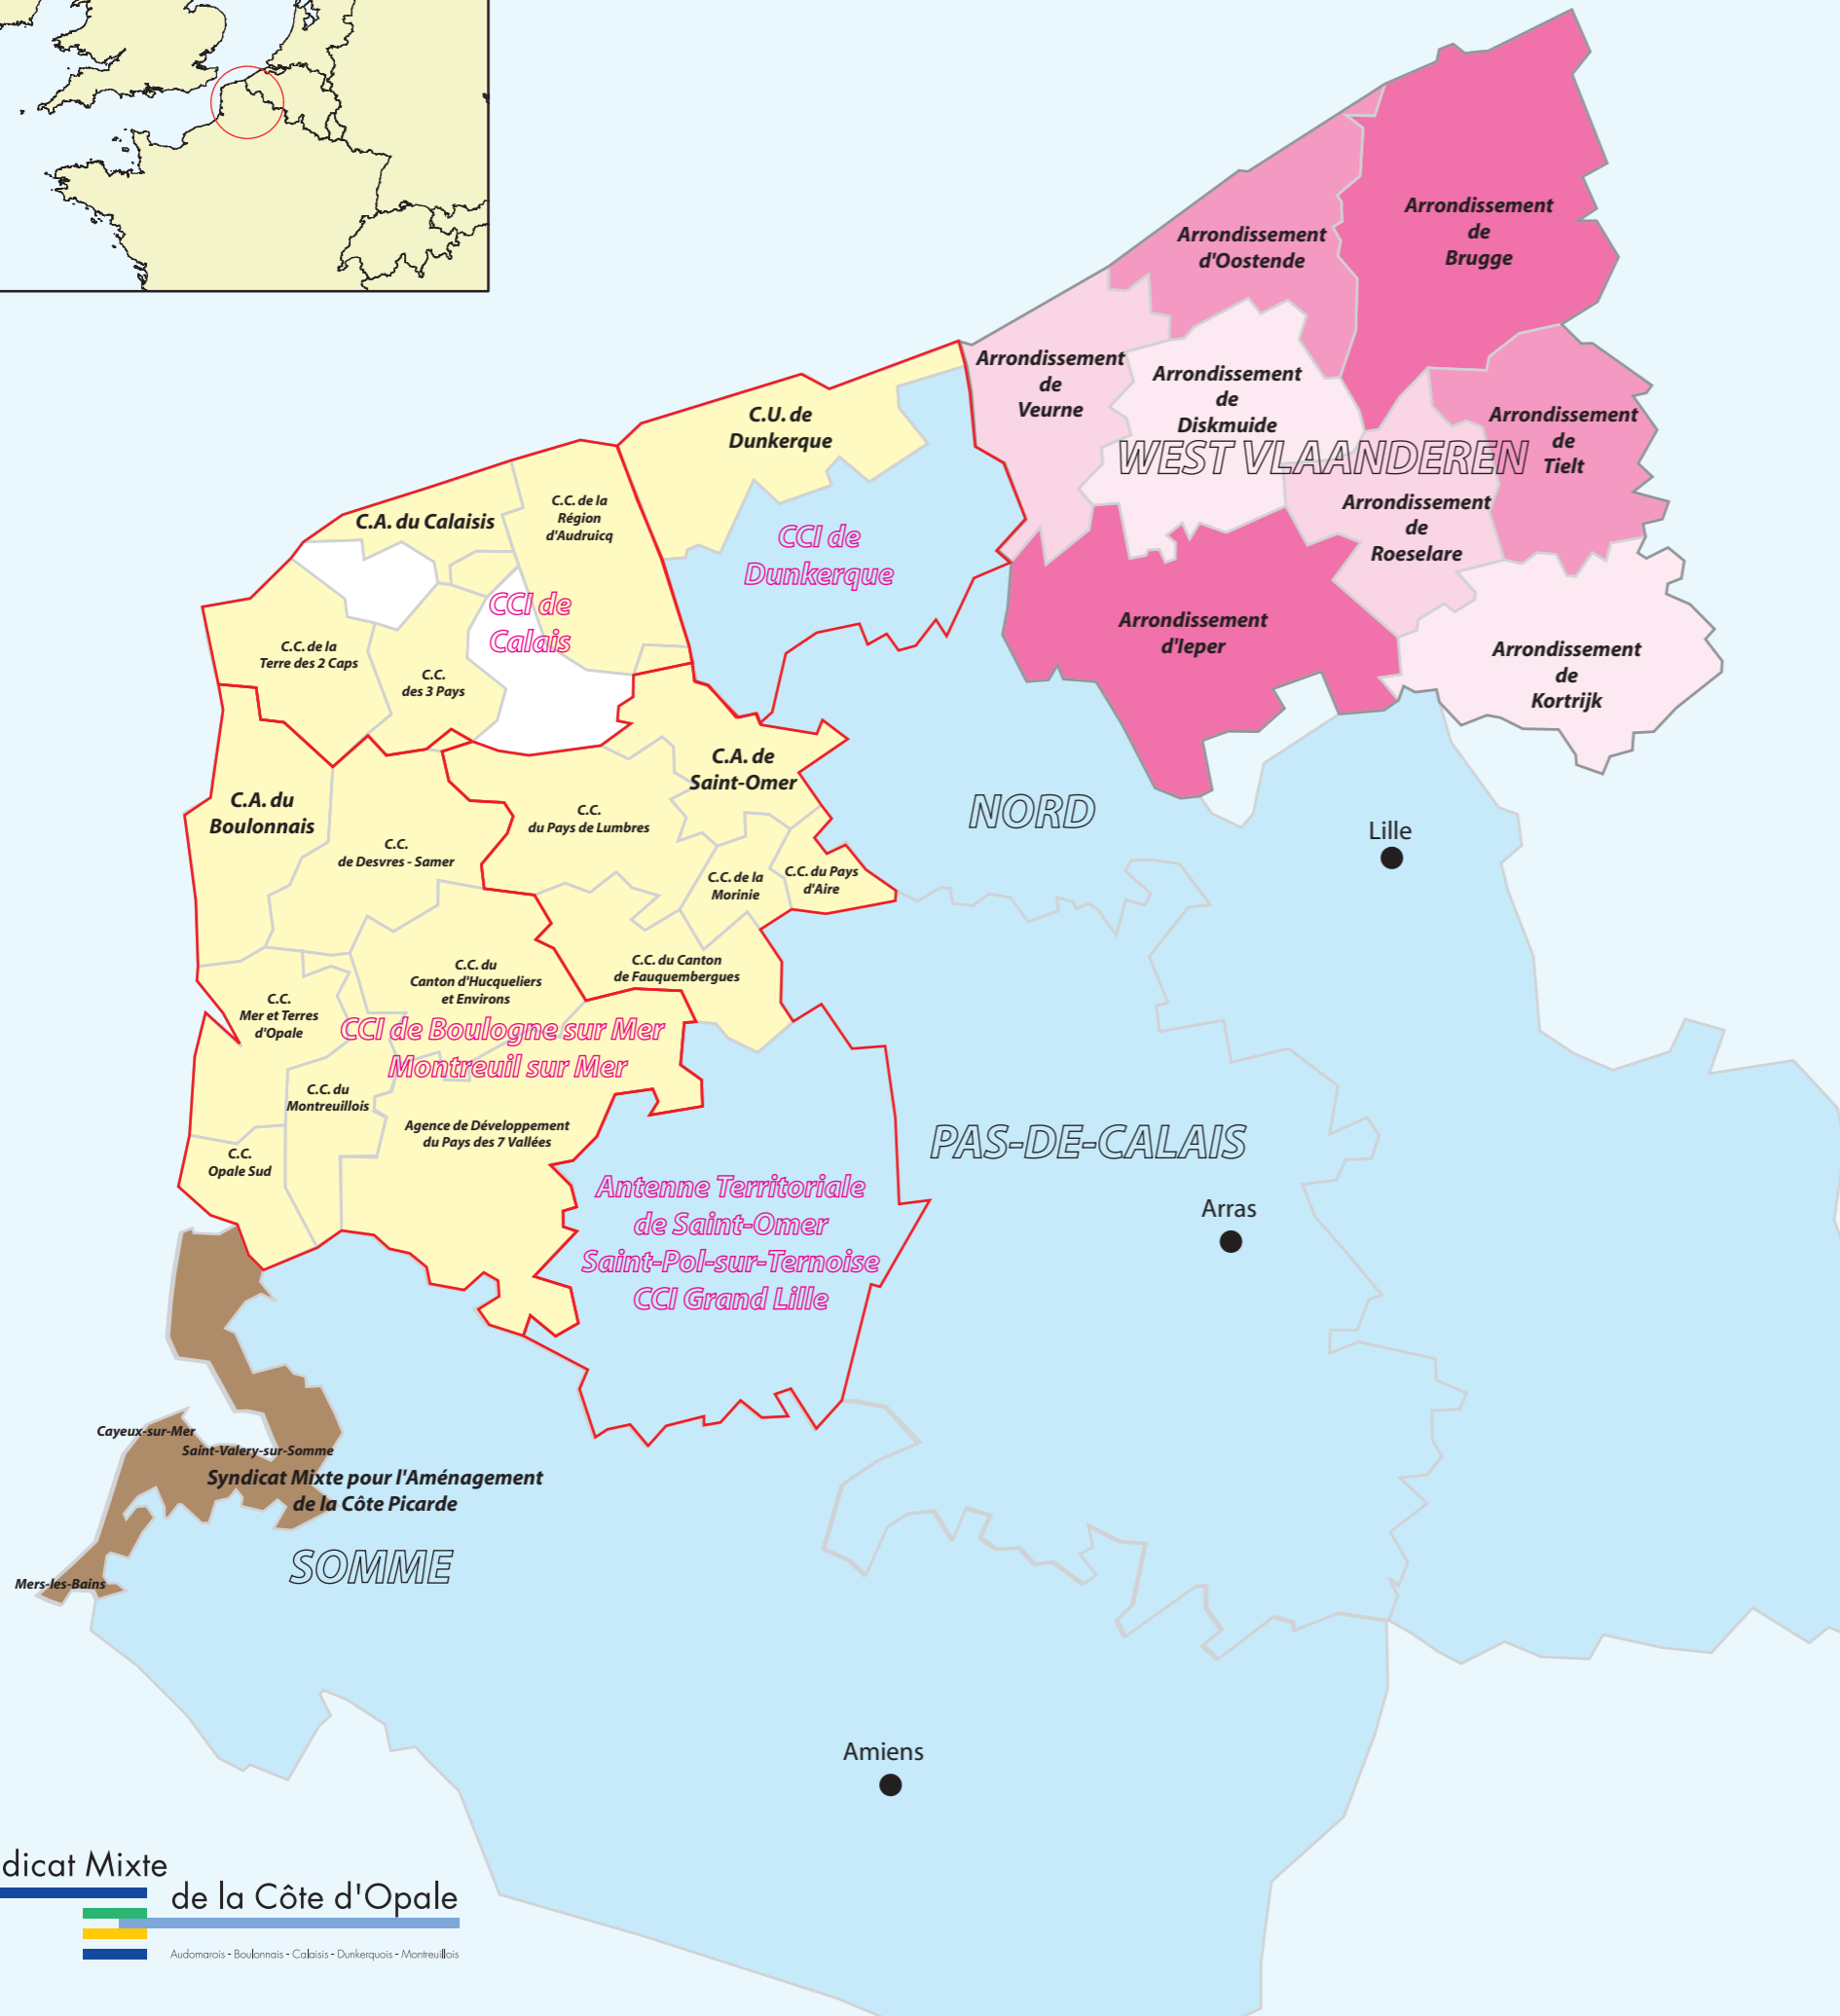 Arrondissement
de
Brugge
Arrondissement
d'Oostende
Arrondissement
de
Veurne
Arrondissement
de
Diskmuide
WEST VLAANDEREN
Arrondissement
de
Tielt
Arrondissement
de
Roeselare
Arrondissement
d'Ieper
Arrondissement
de
Kortrijk
C.U. de
Dunkerque
CCI de
Dunkerque
C.A. du Calaisis
C.C. de la
Région
d'Audruicq
CCI de
Calais
C.C. de la
Terre des 2 Caps
C.C.
des 3 Pays
C.A. de
Saint-Omer
C.A. du
Boulonnais
C.C.
du Pays de Lumbres
C.C.
de Desvres - Samer
C.C. de la
Morinie
C.C. du Pays
d'Aire
NORD
Lille
C.C. du Canton
de Fauquembergues
C.C. du
Canton d'Hucqueliers
et Environs
C.C.
Mer et Terres
d'Opale
CCI de Boulogne sur Mer
Montreuil sur Mer
C.C. du
Montreuillois
Agence de Développement
du Pays des 7 Vallées
C.C.
Opale Sud
PAS-DE-CALAIS
Arras
Antenne Territoriale
de Saint-Omer
Saint-Pol-sur-Ternoise
CCI Grand Lille
Cayeux-sur-Mer
Saint-Valery-sur-Somme
Syndicat Mixte pour l'Aménagement
de la Côte Picarde
SOMME
Mers-les-Bains
Amiens
dicat Mixte
de la Côte d'Opale
Audomarois - Boulonnais - Calaisis - Dunkerquois - Montreuillois